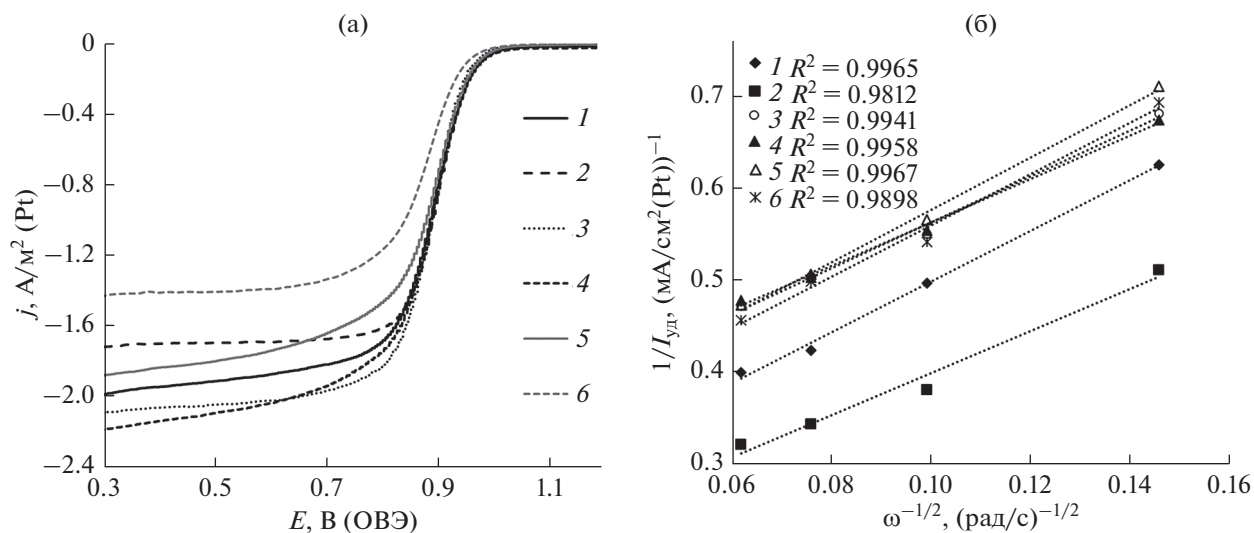 (а)
0
−0.4
−0.8
−1.2
−1.6
−2.0
−2.4
j, А/м² (Pt)
1
2
3
4
5
6
0.3
0.5
0.7
0.9
1.1
E, В (ОВЭ)
(б)
1 R² = 0.9965
2 R² = 0.9812
3 R² = 0.9941
4 R² = 0.9958
5 R² = 0.9967
6 R² = 0.9898
0.7
0.6
0.5
0.4
0.3
1/Iуд, (мА/см²(Pt))⁻¹
0.06
0.08
0.10
0.12
0.14
0.16
ω⁻¹/², (рад/с)⁻¹/²